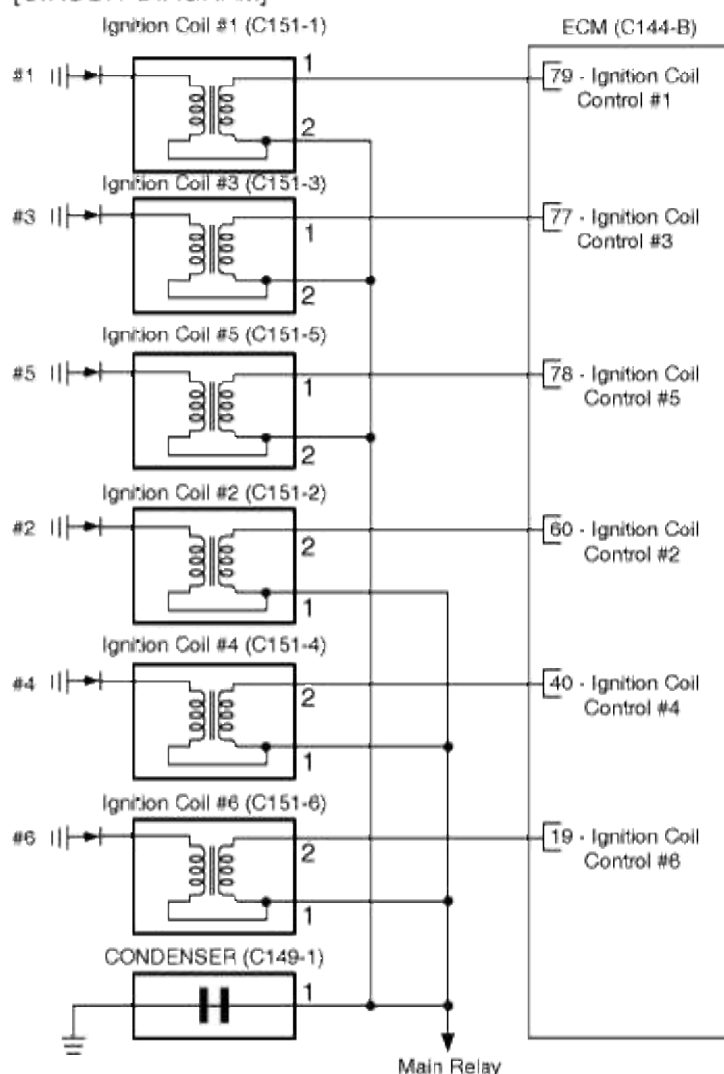 Ignition Coil #1 (C151-1)
ECM (C144-B)
#1
1
2
79 - Ignition Coil
Control #1
Ignition Coil #3 (C151-3)
#3
1
2
77 - Ignition Coil
Control #3
Ignition Coil #5 (C151-5)
#5
1
2
78 - Ignition Coil
Control #5
Ignition Coil #2 (C151-2)
#2
2
1
60 - Ignition Coil
Control #2
Ignition Coil #4 (C151-4)
#4
2
1
40 - Ignition Coil
Control #4
Ignition Coil #6 (C151-6)
#6
2
1
19 - Ignition Coil
Control #6
CONDENSER (C149-1)
1
Main Relay